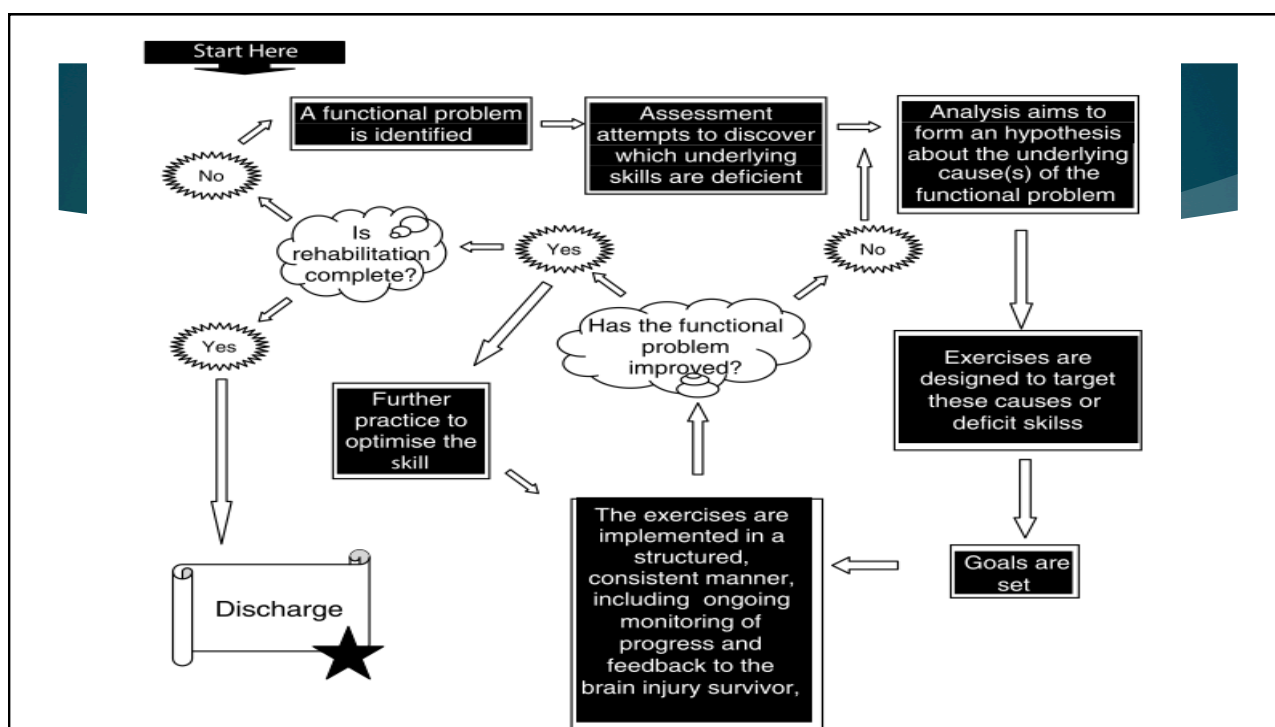 Start Here
A functional problem
is identified
Assessment
attempts to discover
which underlying
skills are deficient
Analysis aims to
form an hypothesis
about the underlying
cause(s) of the
functional problem
No
Is
rehabilitation
complete?
Yes
No
Yes
Has the functional
problem
improved?
Exercises are
designed to target
these causes or
deficit skilss
Further
practice to
optimise the
skill
The exercises are
implemented in a
structured,
consistent manner,
including ongoing
monitoring of
progress and
feedback to the
brain injury survivor,
Goals are
set
Discharge